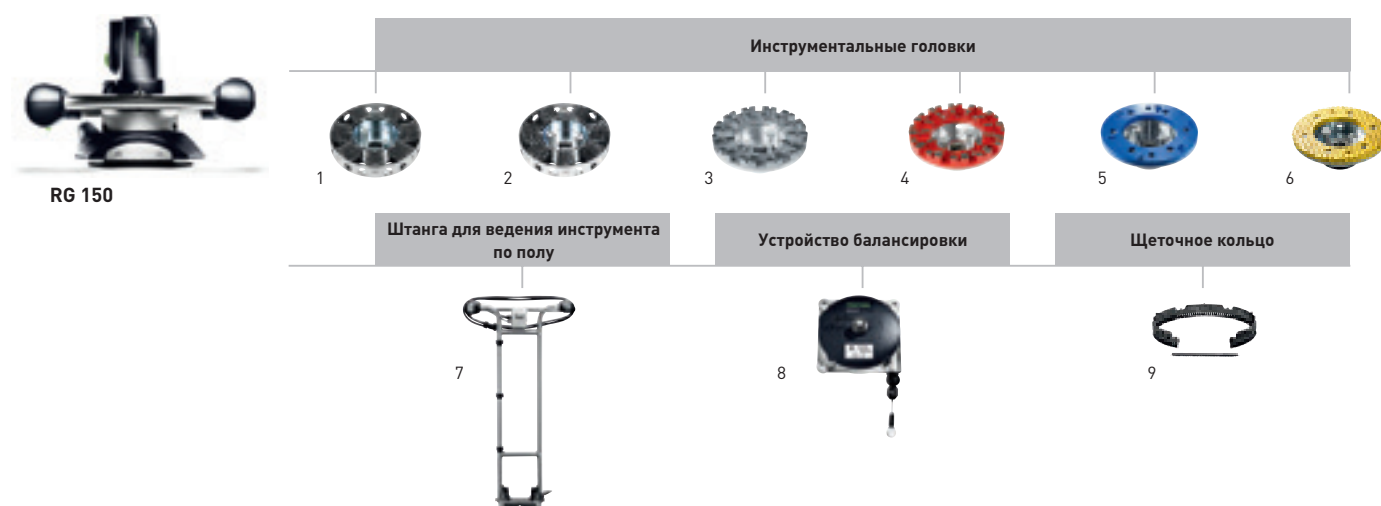 Инструментальные головки
1
2
3
4
5
6
RG 150
Штанга для ведения инструмента
по полу
Устройство балансировки
Щеточное кольцо
7
8
9